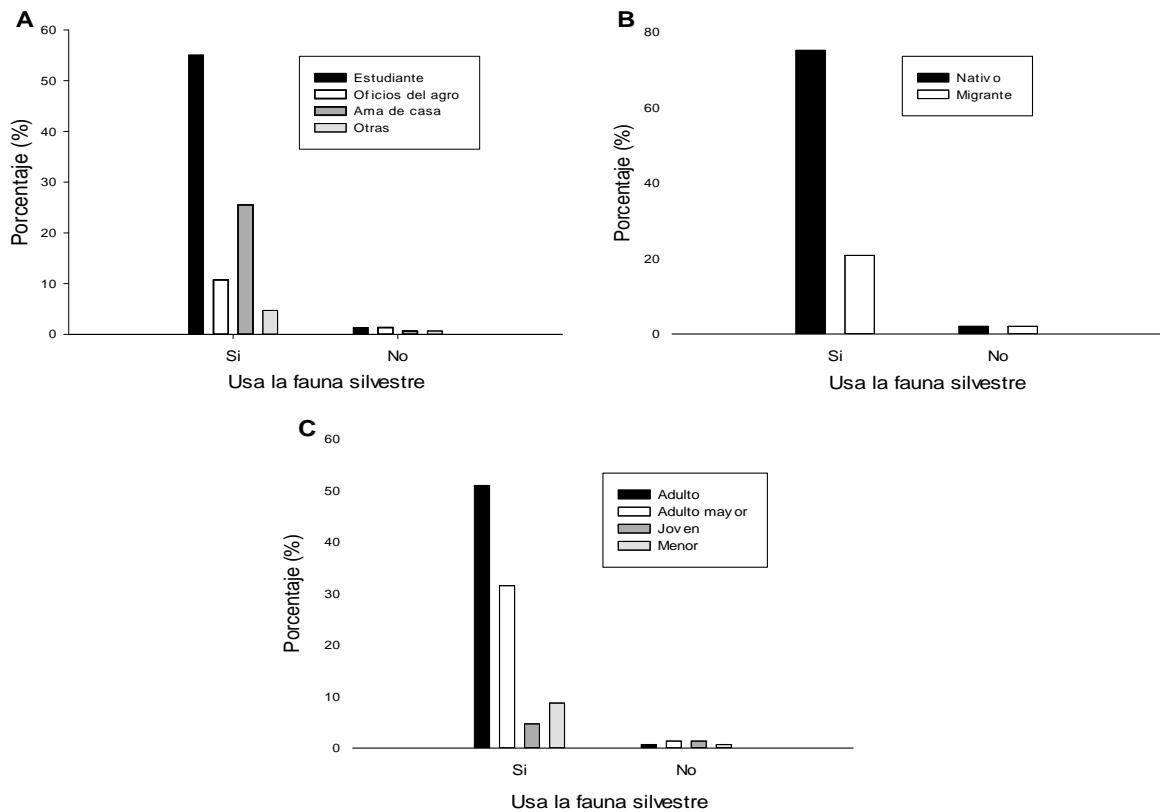 A
60
50
40
30
20
10
0
Porcentaje (%)
Estudiante
Oficios del agro
Ama de casa
Otras
Si No
Usa la fauna silvestre
B
80
60
40
20
0
Porcentaje (%)
Nativo
Migrante
Si No
Usa la fauna silvestre
C
60
50
40
30
20
10
0
Porcentaje (%)
Adulto
Adulto mayor
Joven
Menor
Si No
Usa la fauna silvestre